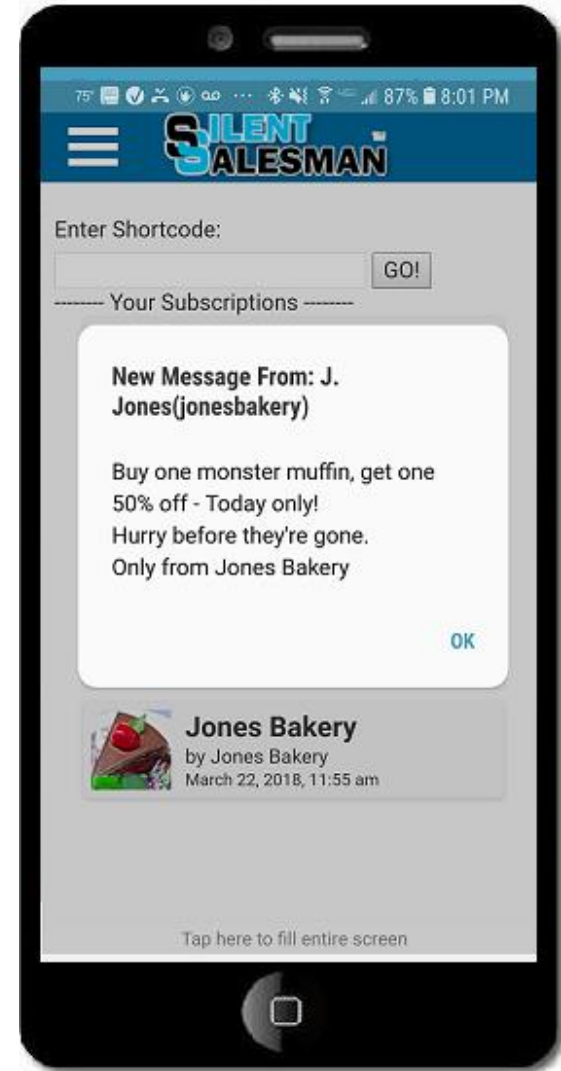 75° 87% 8:01 PM
SILENT
SALESMAN
Enter Shortcode:
GO!
-------- Your Subscriptions --------
New Message From: J.
Jones(jonesbakery)
Buy one monster muffin, get one
50% off - Today only!
Hurry before they're gone.
Only from Jones Bakery
OK
Jones Bakery
by Jones Bakery
March 22, 2018, 11:55 am
Tap here to fill entire screen